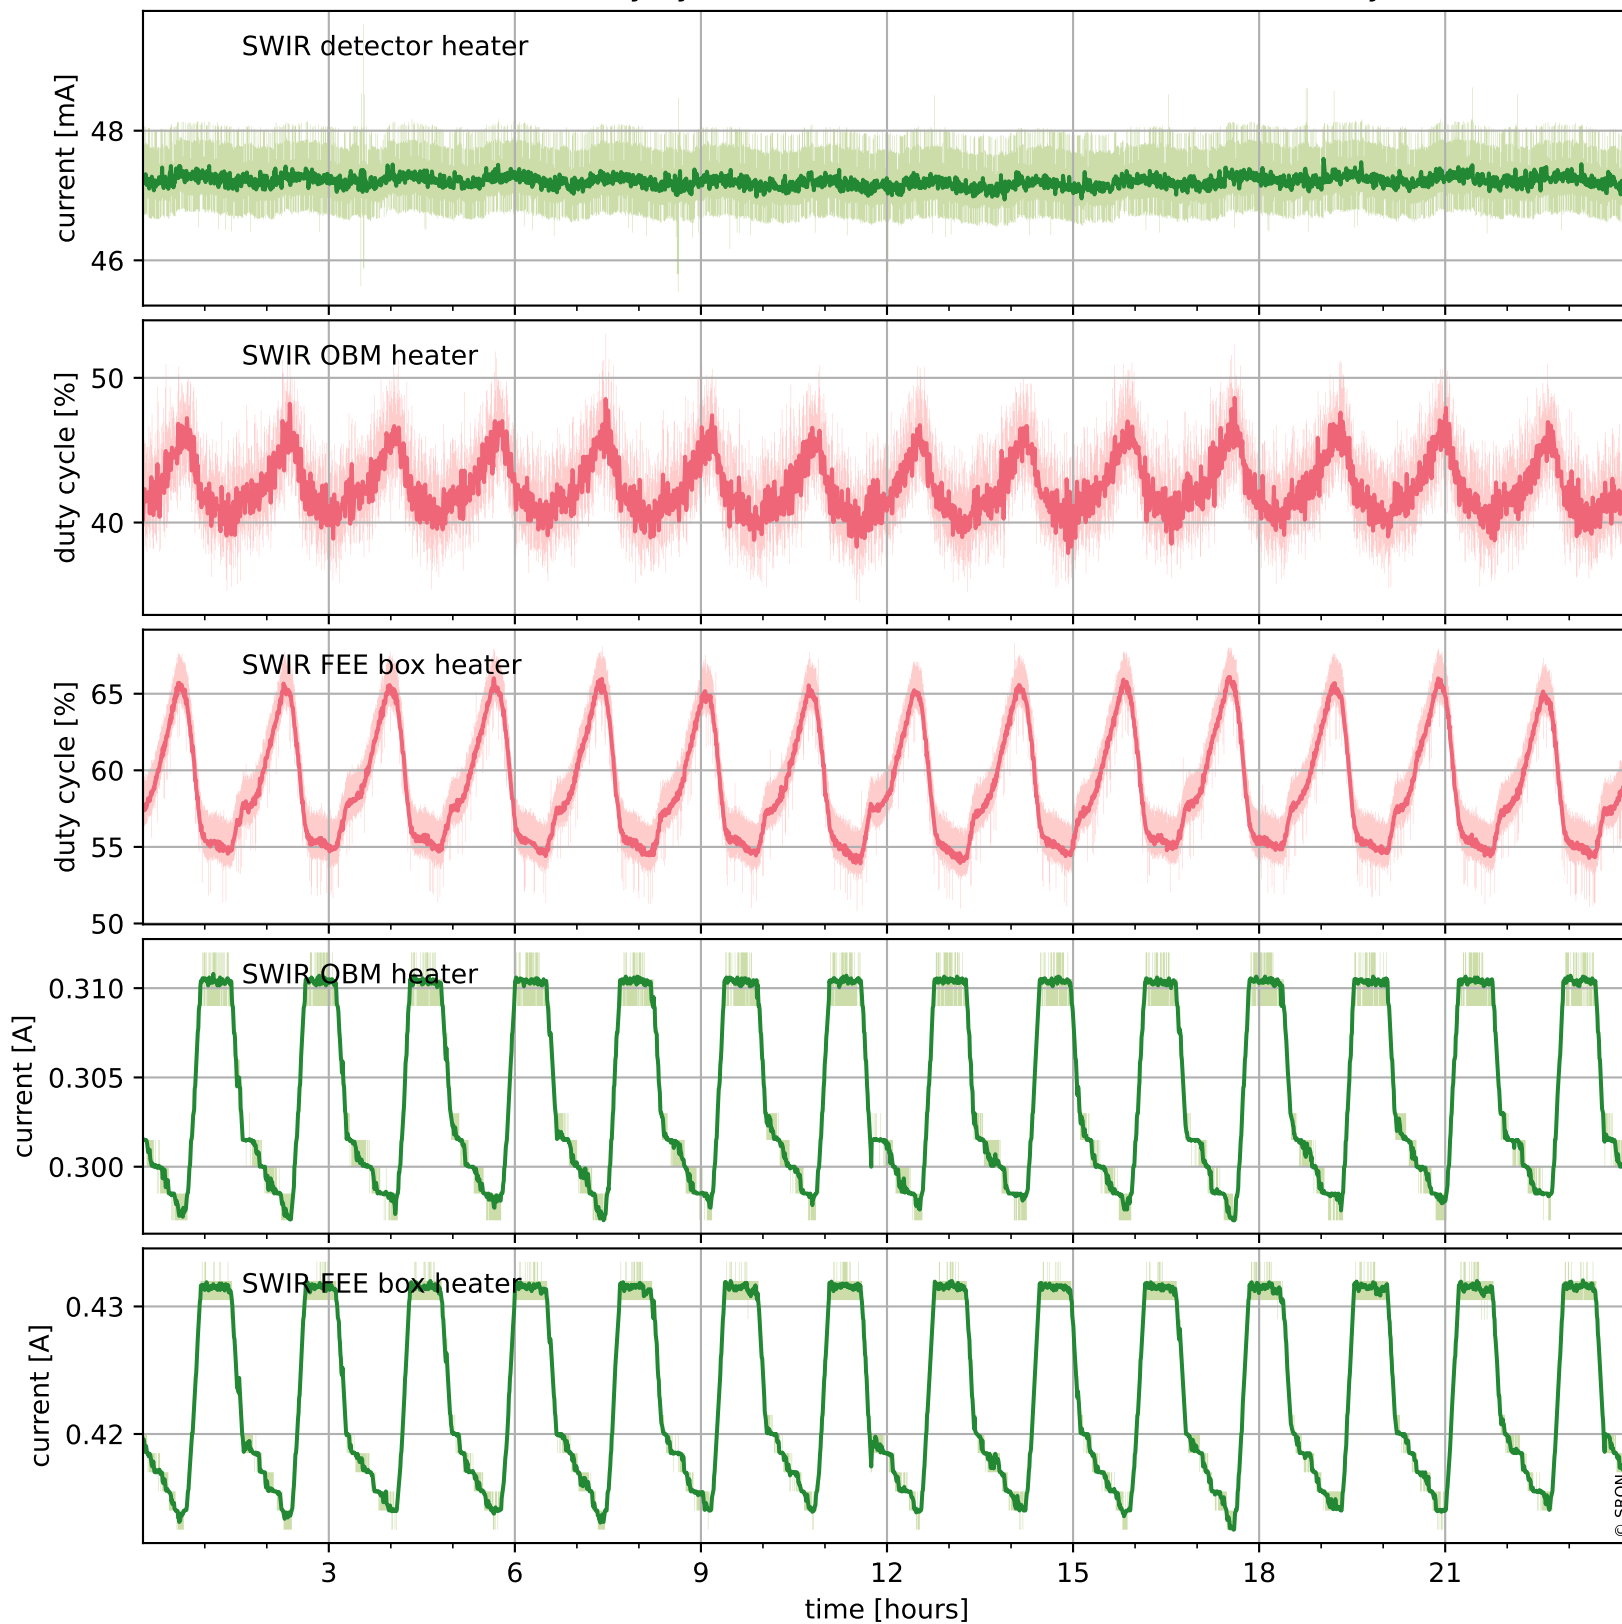 SWIR detector heater
current [mA]
48
46
SWIR OBM heater
duty cycle [%]
50
40
SWIR FEE box heater
duty cycle [%]
65
60
55
50
SWIR OBM heater
current [A]
0.310
0.305
0.300
SWIR FEE box heater
current [A]
0.43
0.42
3 6 9 12 15 18 21
time [hours]
© SRON